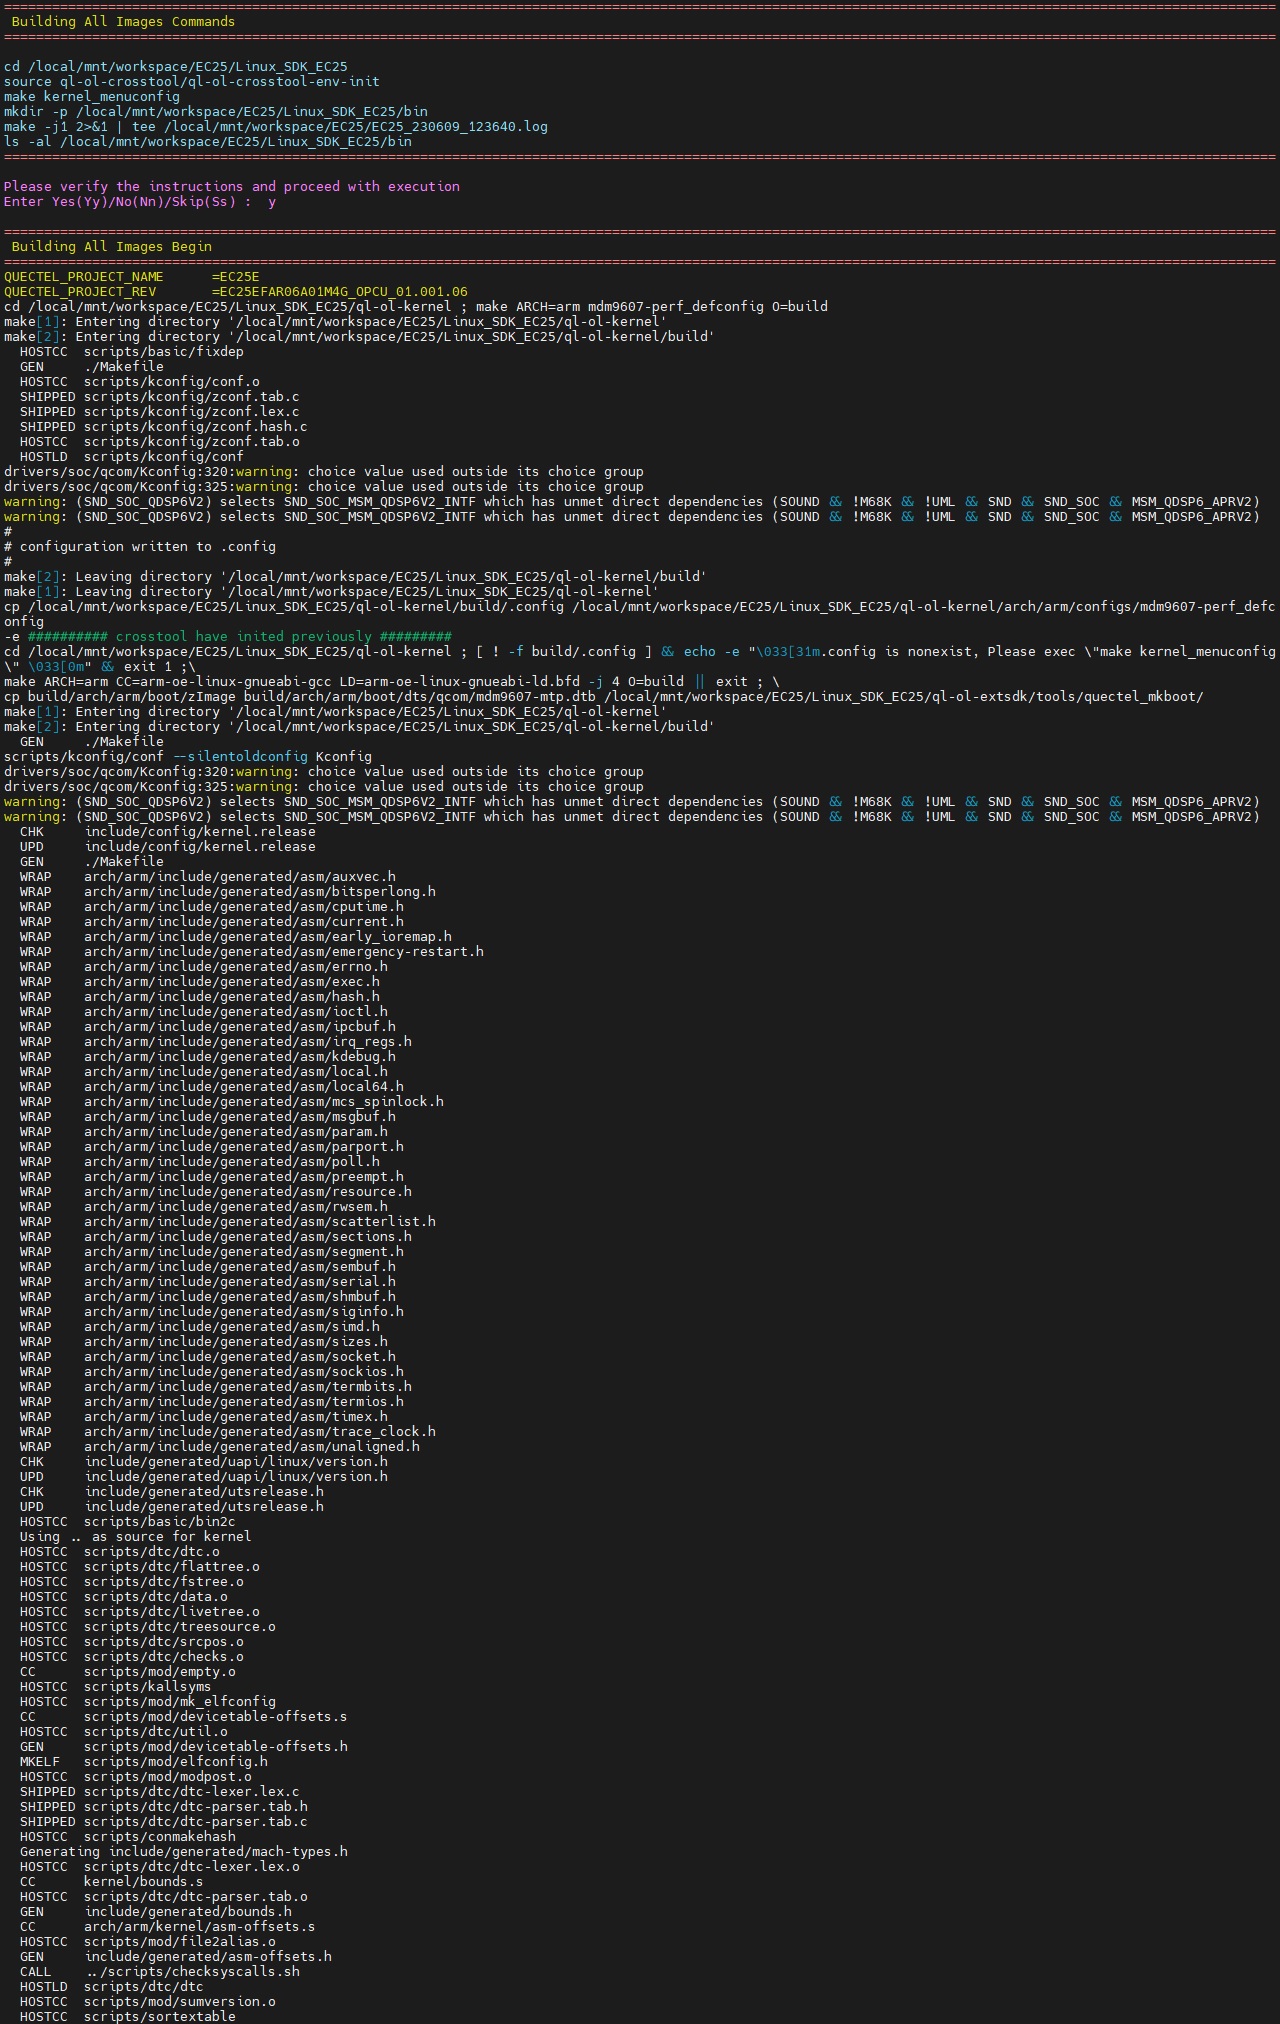 ===============================================================================================================================================================
 Building All Images Commands
===============================================================================================================================================================
cd /local/mnt/workspace/EC25/Linux_SDK_EC25
source ql-ol-crosstool/ql-ol-crosstool-env-init
make kernel_menuconfig
mkdir -p /local/mnt/workspace/EC25/Linux_SDK_EC25/bin
make -j1 2>&1 | tee /local/mnt/workspace/EC25/EC25_230609_123640.log
ls -al /local/mnt/workspace/EC25/Linux_SDK_EC25/bin
===============================================================================================================================================================
Please verify the instructions and proceed with execution
Enter Yes(Yy)/No(Nn)/Skip(Ss) :  y
===============================================================================================================================================================
 Building All Images Begin
===============================================================================================================================================================
QUECTEL_PROJECT_NAME      =EC25E
QUECTEL_PROJECT_REV       =EC25EFAR06A01M4G_OPCU_01.001.06
cd /local/mnt/workspace/EC25/Linux_SDK_EC25/ql-ol-kernel ; make ARCH=arm mdm9607-perf_defconfig O=build
make[1]: Entering directory '/local/mnt/workspace/EC25/Linux_SDK_EC25/ql-ol-kernel'
make[2]: Entering directory '/local/mnt/workspace/EC25/Linux_SDK_EC25/ql-ol-kernel/build'
  HOSTCC  scripts/basic/fixdep
  GEN     ./Makefile
  HOSTCC  scripts/kconfig/conf.o
  SHIPPED scripts/kconfig/zconf.tab.c
  SHIPPED scripts/kconfig/zconf.lex.c
  SHIPPED scripts/kconfig/zconf.hash.c
  HOSTCC  scripts/kconfig/zconf.tab.o
  HOSTLD  scripts/kconfig/conf
drivers/soc/qcom/Kconfig:320:warning: choice value used outside its choice group
drivers/soc/qcom/Kconfig:325:warning: choice value used outside its choice group
warning: (SND_SOC_QDSP6V2) selects SND_SOC_MSM_QDSP6V2_INTF which has unmet direct dependencies (SOUND && !M68K && !UML && SND && SND_SOC && MSM_QDSP6_APRV2)
warning: (SND_SOC_QDSP6V2) selects SND_SOC_MSM_QDSP6V2_INTF which has unmet direct dependencies (SOUND && !M68K && !UML && SND && SND_SOC && MSM_QDSP6_APRV2)
#
# configuration written to .config
#
make[2]: Leaving directory '/local/mnt/workspace/EC25/Linux_SDK_EC25/ql-ol-kernel/build'
make[1]: Leaving directory '/local/mnt/workspace/EC25/Linux_SDK_EC25/ql-ol-kernel'
cp /local/mnt/workspace/EC25/Linux_SDK_EC25/ql-ol-kernel/build/.config /local/mnt/workspace/EC25/Linux_SDK_EC25/ql-ol-kernel/arch/arm/configs/mdm9607-perf_defc
onfig
-e ########## crosstool have inited previously #########
cd /local/mnt/workspace/EC25/Linux_SDK_EC25/ql-ol-kernel ; [ ! -f build/.config ] && echo -e "\033[31m.config is nonexist, Please exec \"make kernel_menuconfig
\" \033[0m" && exit 1 ;\
make ARCH=arm CC=arm-oe-linux-gnueabi-gcc LD=arm-oe-linux-gnueabi-ld.bfd -j 4 O=build || exit ; \
cp build/arch/arm/boot/zImage build/arch/arm/boot/dts/qcom/mdm9607-mtp.dtb /local/mnt/workspace/EC25/Linux_SDK_EC25/ql-ol-extsdk/tools/quectel_mkboot/
make[1]: Entering directory '/local/mnt/workspace/EC25/Linux_SDK_EC25/ql-ol-kernel'
make[2]: Entering directory '/local/mnt/workspace/EC25/Linux_SDK_EC25/ql-ol-kernel/build'
  GEN     ./Makefile
scripts/kconfig/conf --silentoldconfig Kconfig
drivers/soc/qcom/Kconfig:320:warning: choice value used outside its choice group
drivers/soc/qcom/Kconfig:325:warning: choice value used outside its choice group
warning: (SND_SOC_QDSP6V2) selects SND_SOC_MSM_QDSP6V2_INTF which has unmet direct dependencies (SOUND && !M68K && !UML && SND && SND_SOC && MSM_QDSP6_APRV2)
warning: (SND_SOC_QDSP6V2) selects SND_SOC_MSM_QDSP6V2_INTF which has unmet direct dependencies (SOUND && !M68K && !UML && SND && SND_SOC && MSM_QDSP6_APRV2)
  CHK     include/config/kernel.release
  UPD     include/config/kernel.release
  GEN     ./Makefile
  WRAP    arch/arm/include/generated/asm/auxvec.h
  WRAP    arch/arm/include/generated/asm/bitsperlong.h
  WRAP    arch/arm/include/generated/asm/cputime.h
  WRAP    arch/arm/include/generated/asm/current.h
  WRAP    arch/arm/include/generated/asm/early_ioremap.h
  WRAP    arch/arm/include/generated/asm/emergency-restart.h
  WRAP    arch/arm/include/generated/asm/errno.h
  WRAP    arch/arm/include/generated/asm/exec.h
  WRAP    arch/arm/include/generated/asm/hash.h
  WRAP    arch/arm/include/generated/asm/ioctl.h
  WRAP    arch/arm/include/generated/asm/ipcbuf.h
  WRAP    arch/arm/include/generated/asm/irq_regs.h
  WRAP    arch/arm/include/generated/asm/kdebug.h
  WRAP    arch/arm/include/generated/asm/local.h
  WRAP    arch/arm/include/generated/asm/local64.h
  WRAP    arch/arm/include/generated/asm/mcs_spinlock.h
  WRAP    arch/arm/include/generated/asm/msgbuf.h
  WRAP    arch/arm/include/generated/asm/param.h
  WRAP    arch/arm/include/generated/asm/parport.h
  WRAP    arch/arm/include/generated/asm/poll.h
  WRAP    arch/arm/include/generated/asm/preempt.h
  WRAP    arch/arm/include/generated/asm/resource.h
  WRAP    arch/arm/include/generated/asm/rwsem.h
  WRAP    arch/arm/include/generated/asm/scatterlist.h
  WRAP    arch/arm/include/generated/asm/sections.h
  WRAP    arch/arm/include/generated/asm/segment.h
  WRAP    arch/arm/include/generated/asm/sembuf.h
  WRAP    arch/arm/include/generated/asm/serial.h
  WRAP    arch/arm/include/generated/asm/shmbuf.h
  WRAP    arch/arm/include/generated/asm/siginfo.h
  WRAP    arch/arm/include/generated/asm/simd.h
  WRAP    arch/arm/include/generated/asm/sizes.h
  WRAP    arch/arm/include/generated/asm/socket.h
  WRAP    arch/arm/include/generated/asm/sockios.h
  WRAP    arch/arm/include/generated/asm/termbits.h
  WRAP    arch/arm/include/generated/asm/termios.h
  WRAP    arch/arm/include/generated/asm/timex.h
  WRAP    arch/arm/include/generated/asm/trace_clock.h
  WRAP    arch/arm/include/generated/asm/unaligned.h
  CHK     include/generated/uapi/linux/version.h
  UPD     include/generated/uapi/linux/version.h
  CHK     include/generated/utsrelease.h
  UPD     include/generated/utsrelease.h
  HOSTCC  scripts/basic/bin2c
  Using .. as source for kernel
  HOSTCC  scripts/dtc/dtc.o
  HOSTCC  scripts/dtc/flattree.o
  HOSTCC  scripts/dtc/fstree.o
  HOSTCC  scripts/dtc/data.o
  HOSTCC  scripts/dtc/livetree.o
  HOSTCC  scripts/dtc/treesource.o
  HOSTCC  scripts/dtc/srcpos.o
  HOSTCC  scripts/dtc/checks.o
  CC      scripts/mod/empty.o
  HOSTCC  scripts/kallsyms
  HOSTCC  scripts/mod/mk_elfconfig
  CC      scripts/mod/devicetable-offsets.s
  HOSTCC  scripts/dtc/util.o
  GEN     scripts/mod/devicetable-offsets.h
  MKELF   scripts/mod/elfconfig.h
  HOSTCC  scripts/mod/modpost.o
  SHIPPED scripts/dtc/dtc-lexer.lex.c
  SHIPPED scripts/dtc/dtc-parser.tab.h
  SHIPPED scripts/dtc/dtc-parser.tab.c
  HOSTCC  scripts/conmakehash
  Generating include/generated/mach-types.h
  HOSTCC  scripts/dtc/dtc-lexer.lex.o
  CC      kernel/bounds.s
  HOSTCC  scripts/dtc/dtc-parser.tab.o
  GEN     include/generated/bounds.h
  CC      arch/arm/kernel/asm-offsets.s
  HOSTCC  scripts/mod/file2alias.o
  GEN     include/generated/asm-offsets.h
  CALL    ../scripts/checksyscalls.sh
  HOSTLD  scripts/dtc/dtc
  HOSTCC  scripts/mod/sumversion.o
  HOSTCC  scripts/sortextable